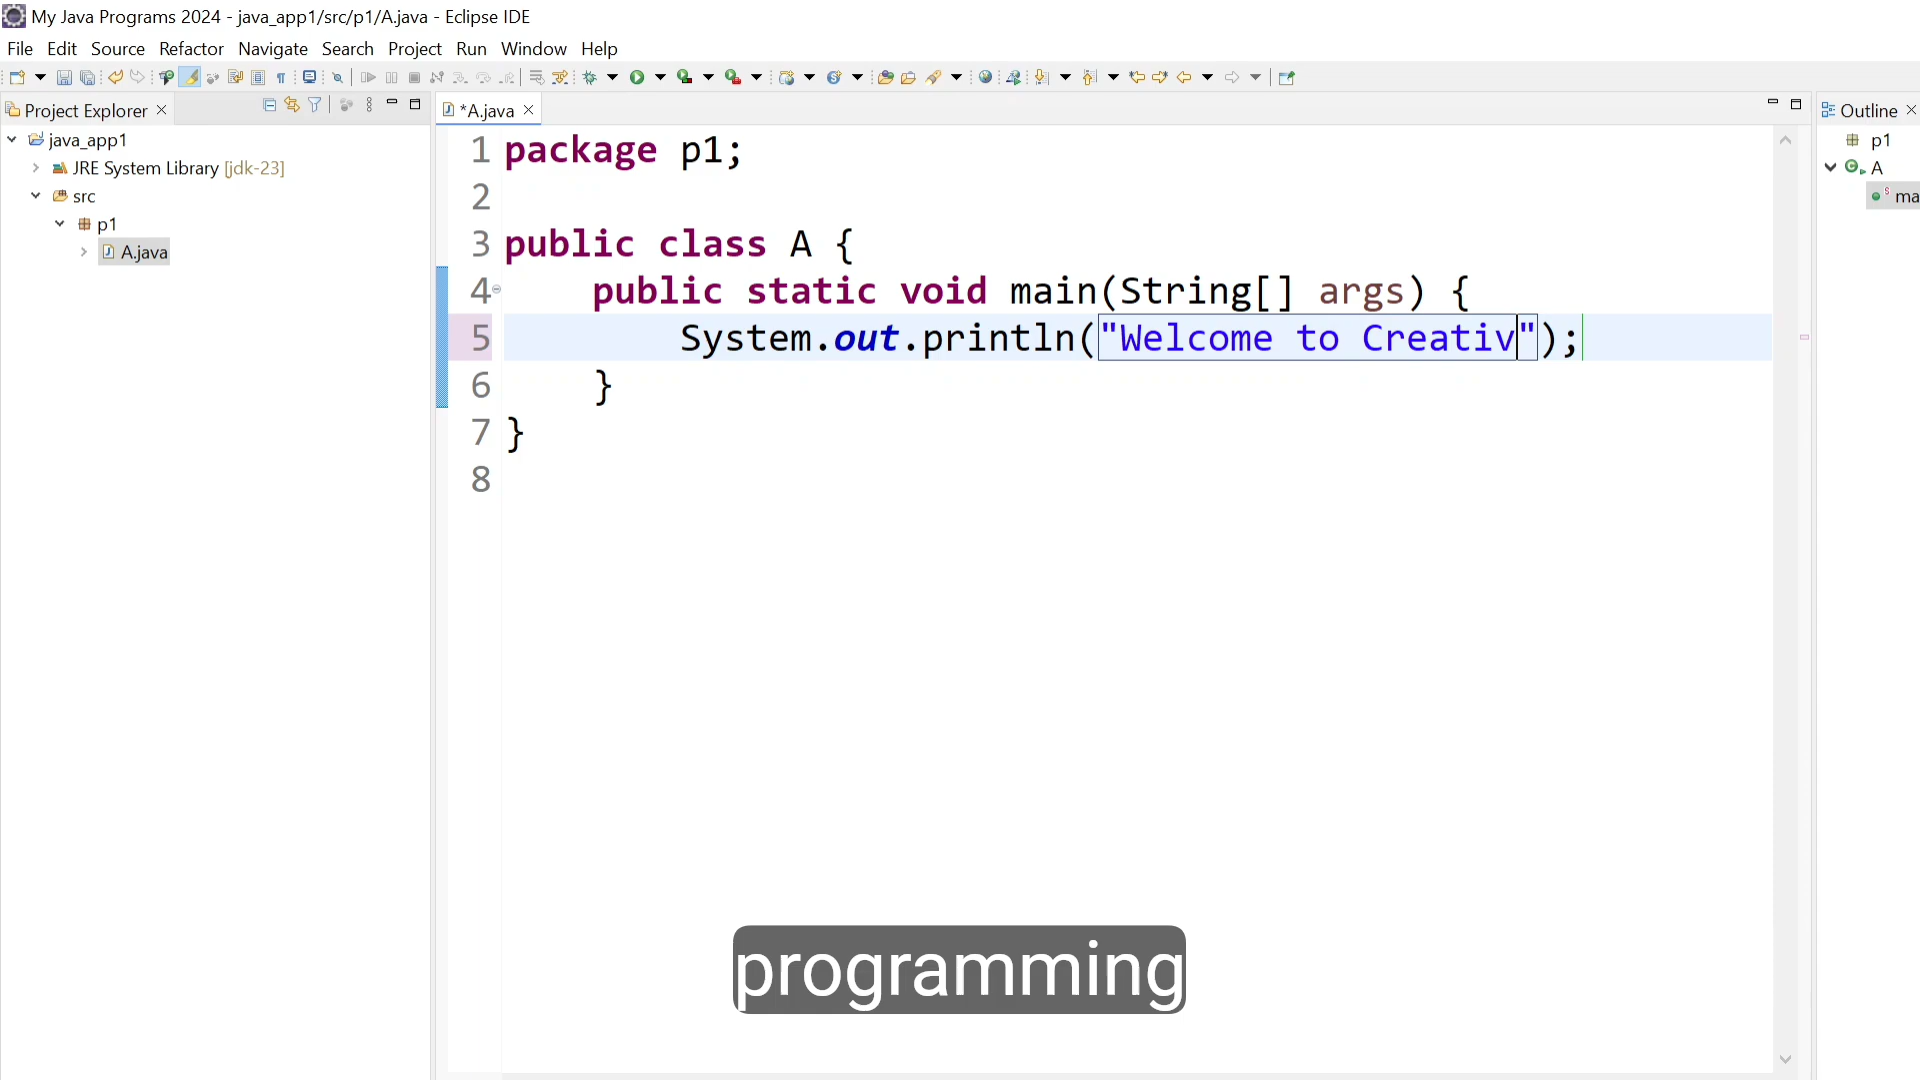 My Java Programs 2024 - java_app1/src/p1/A.java - Eclipse IDE
File Edit Source Refactor Navigate Search Project Run Window Help
Project Explorer
java_app1
JRE System Library [jdk-23]
src
p1
A.java
*A.java
1 package p1;
2
3 public class A {
4 public static void main(String[] args) {
5 System.out.println("Welcome to Creativ");
6 }
7 }
8
Outline
p1
A
ma
programming